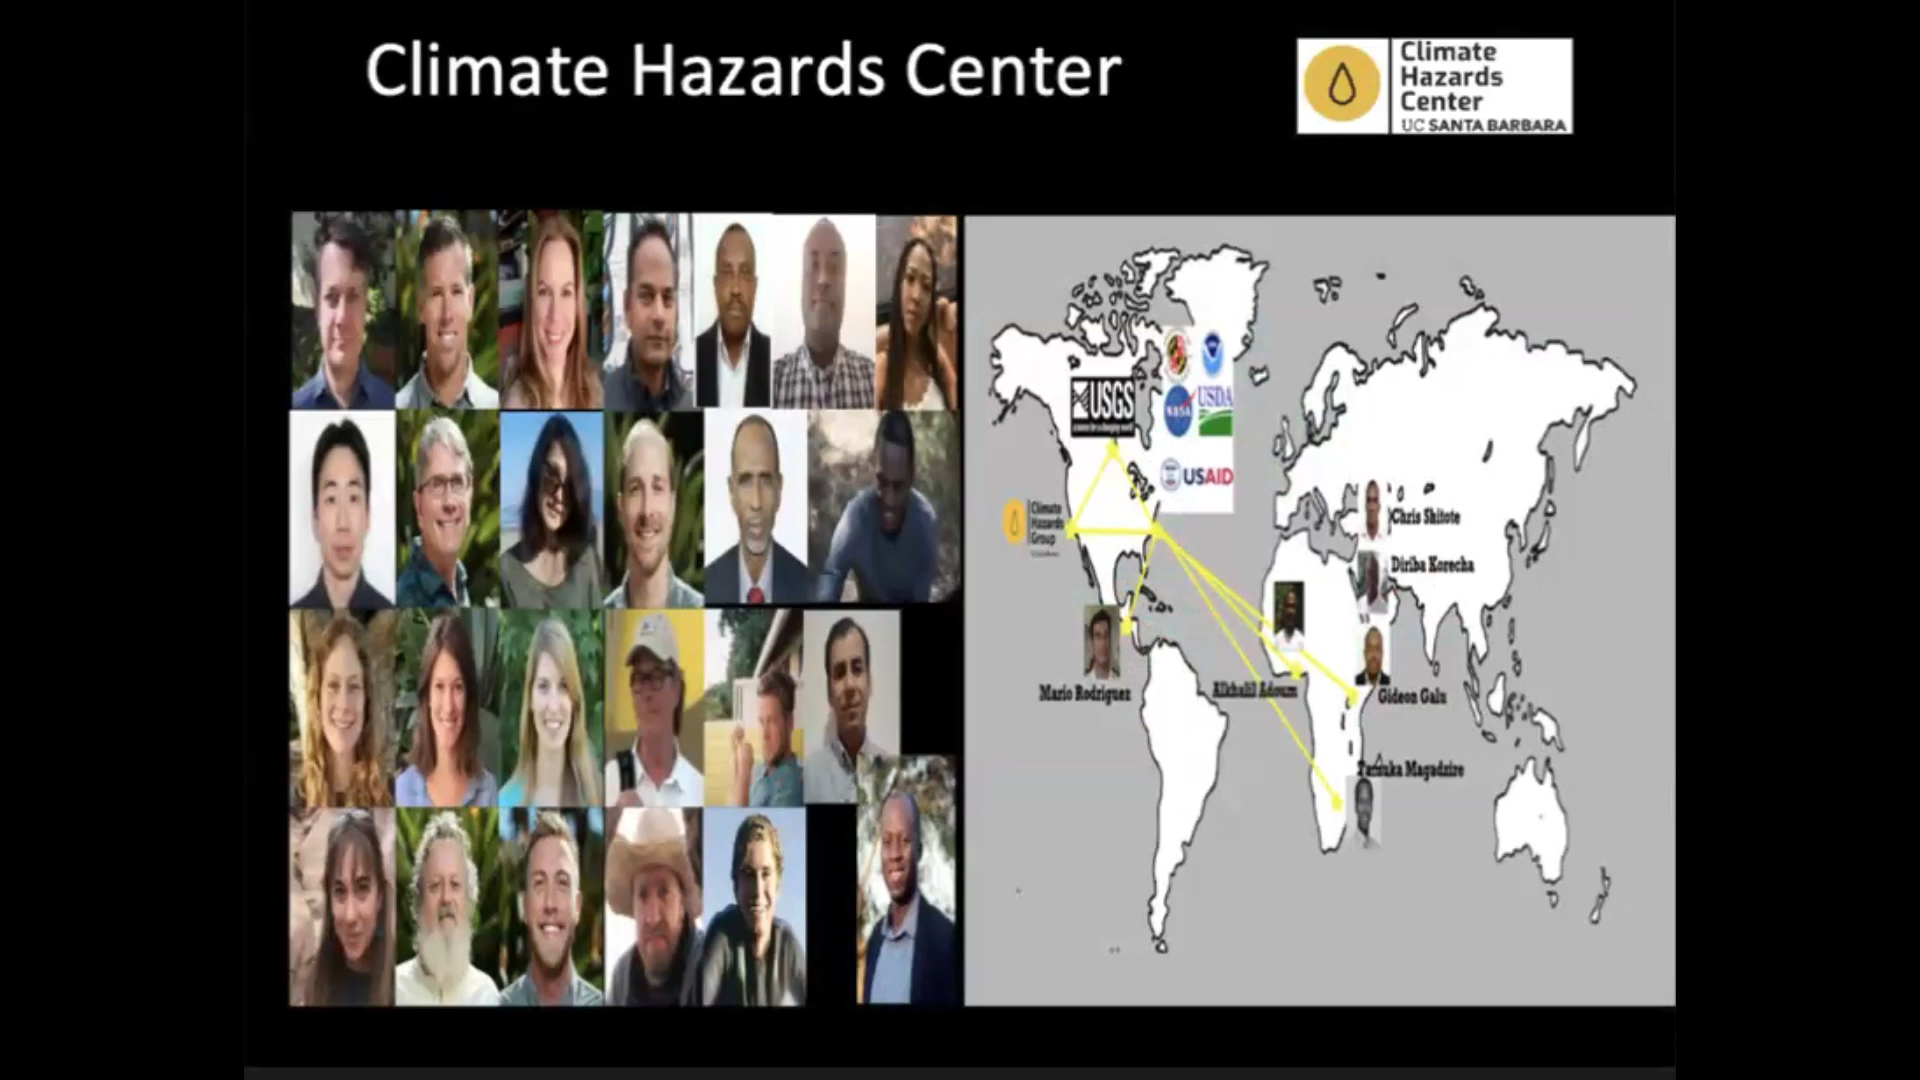 Climate Hazards Center
Climate
Hazards
Center
UC SANTA BARBARA
USGS
NASA
USDA
USAID
Climate
Hazards
Group
Chris Shitote
Diriba Korecha
Mario Rodriguez
Alkhalil Adoum
Gideon Galu
Tamuka Magadzire